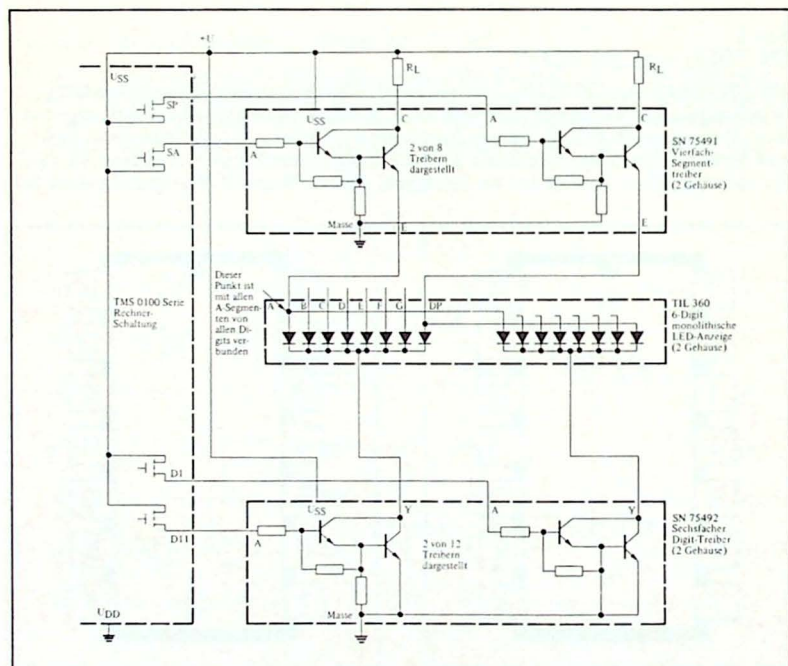 +U
USS
RL
RL
SP
SA
A
USS
C
2 von 8
Treibern
dargestellt
A
C
SN 75491
Vierfach-
Segment-
treiber
(2 Gehäuse)
Masse
E
E
Dieser
Punkt ist
mit allen
A-Segmen-
ten von
allen Di-
gits ver-
bunden
TMS 0100 Serie
Rechner-
Schaltung
A
B
C
D
E
F
G
DP
TIL 360
6-Digit
monolithische
LED-Anzeige
(2 Gehäuse)
D1
D11
A
USS
Y
2 von 12
Treibern
dargestellt
A
Y
SN 75492
Sechsfacher
Digit-Treiber
(2 Gehäuse)
Masse
UDD